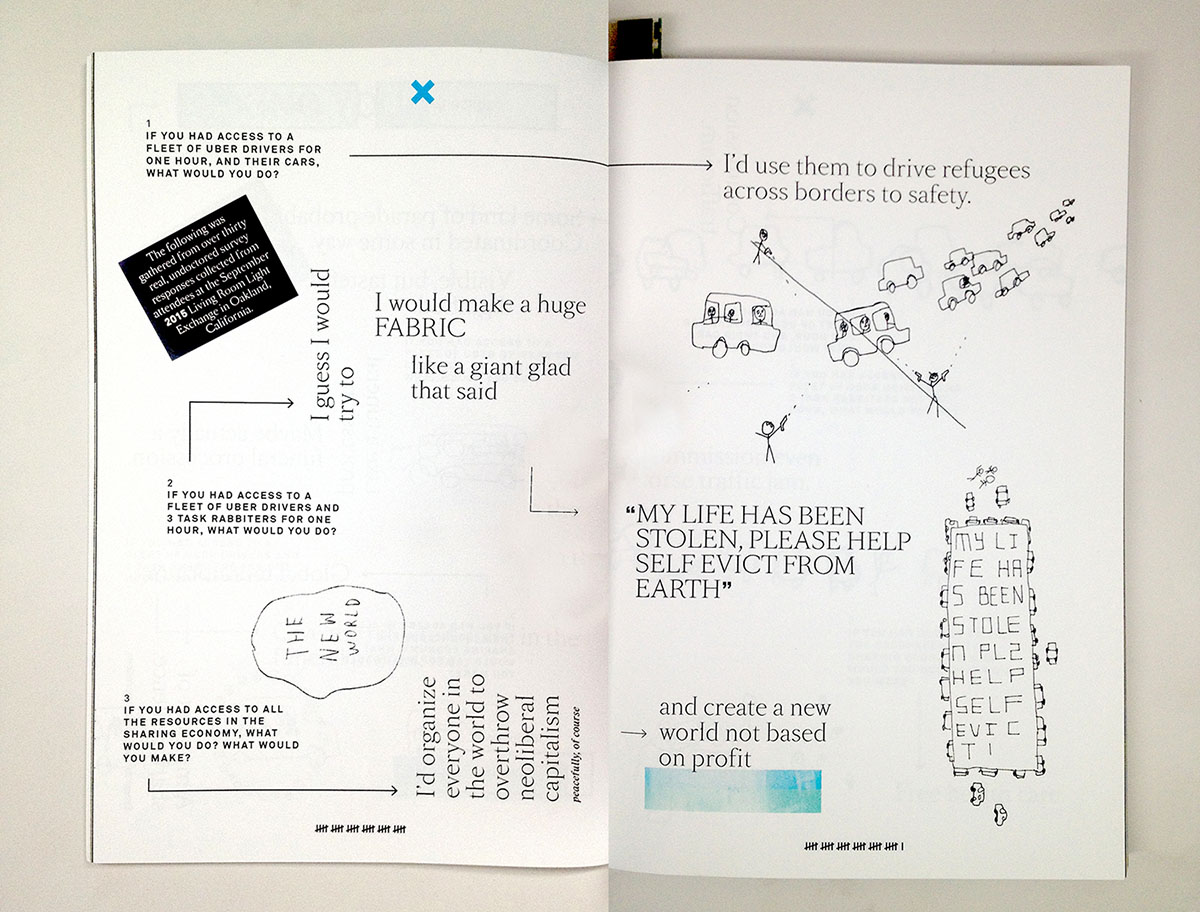 1
IF YOU HAD ACCESS TO A
FLEET OF UBER DRIVERS FOR
ONE HOUR, AND THEIR CARS,
WHAT WOULD YOU DO?
I'd use them to drive refugees
across borders to safety.
The following was
gathered from over thirty
real, undoctored survey
responses collected from
attendees at the September
2015 Living Room Light
Exchange in Oakland,
California.
2
IF YOU HAD ACCESS TO A
FLEET OF UBER DRIVERS AND
3 TASK RABBITERS FOR ONE
HOUR, WHAT WOULD YOU DO?
I guess I would
try to
I would make a huge
FABRIC
like a giant glad
that said
“MY LIFE HAS BEEN
STOLEN, PLEASE HELP
SELF EVICT FROM
EARTH”
MY LI
FE HA
S BEEN
STOLE
N PLZ
HELP
SELF
EVIC
T I
THE
NEW
WORLD
3
IF YOU HAD ACCESS TO ALL
THE RESOURCES IN THE
SHARING ECONOMY, WHAT
WOULD YOU DO? WHAT WOULD
YOU MAKE?
I'd organize
everyone in
the world to
overthrow
neoliberal
capitalism
peacefully, of course
and create a new
world not based
on profit